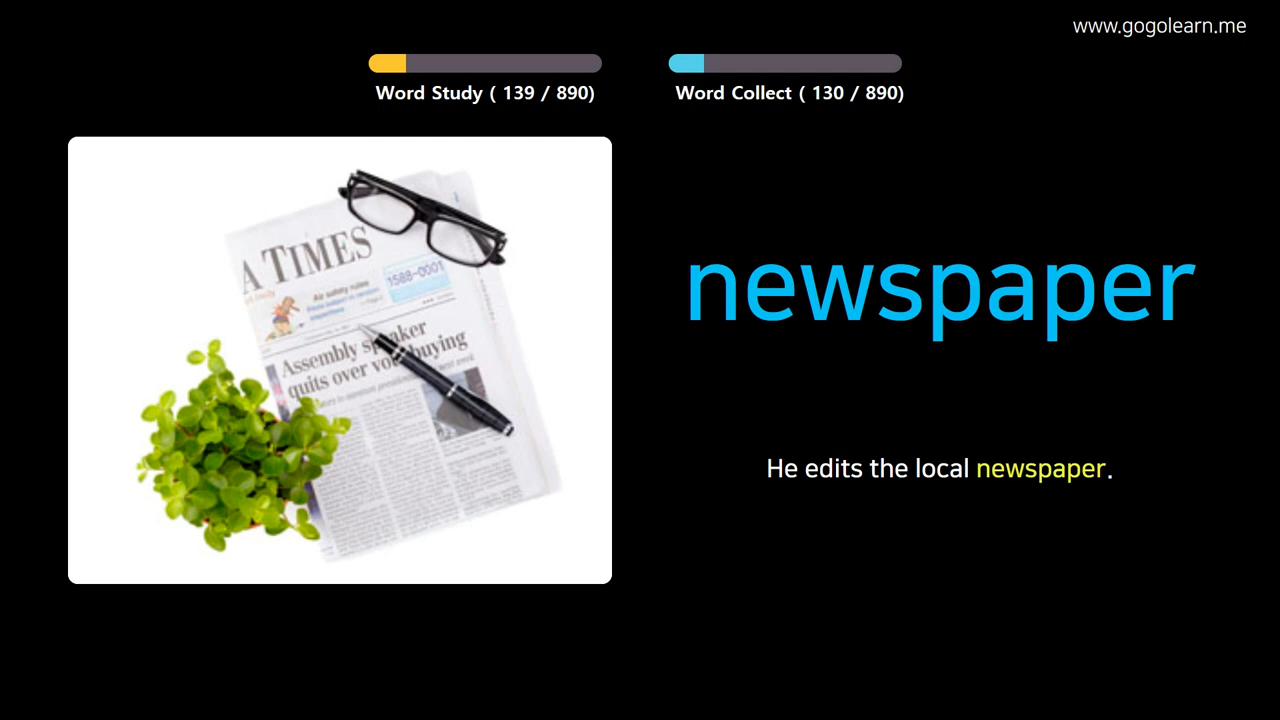 www.gogolearn.me
Word Study ( 139 / 890)
Word Collect ( 130 / 890)
A TIMES
1588-0001
Air safety rules
Assembly speaker
quits over vote buying
newspaper
He edits the local newspaper.